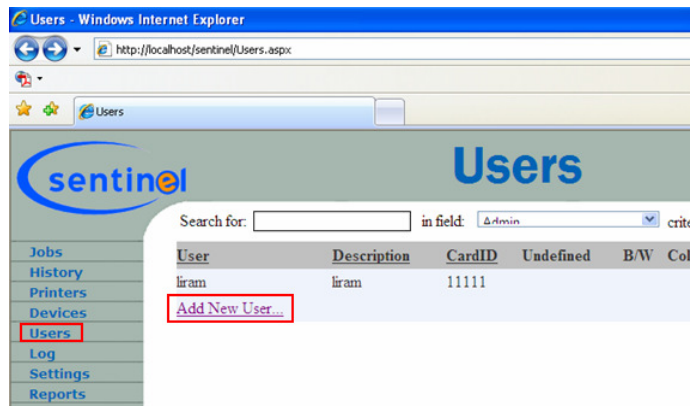 Users - Windows Internet Explorer
http://localhost/sentinel/Users.aspx
Users
sentinel
Users
Search for: in field: Admin
Jobs
History
Printers
Devices
Users
Log
Settings
Reports
User Description CardID Undefined B/W
liram liram 11111
Add New User...